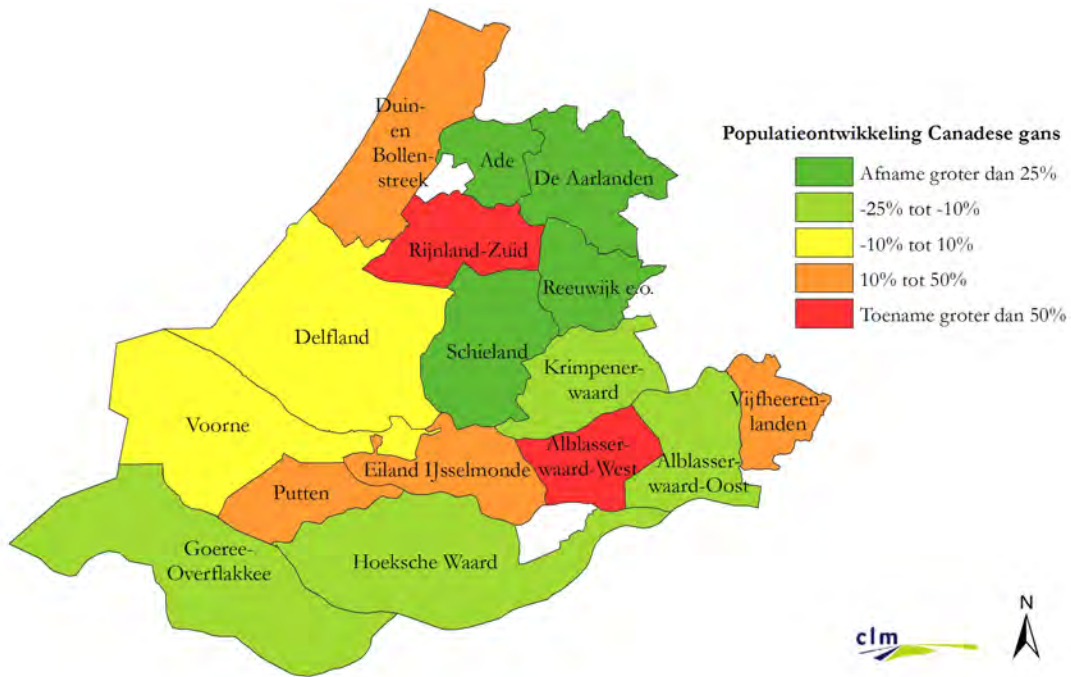 Duin-
en
Bollen-
streek
Ade
De Aarlanden
Rijnland-Zuid
Reeuwijk e.o.
Delfland
Schieland
Krimpener-
waard
Vijfheeren-
landen
Voorne
Alblasser-
waard-West
Alblasser-
waard-Oost
Eiland IJsselmonde
Putten
Goeree-
Overflakkee
Hoeksche Waard
Populatieontwikkeling Canadese gans
Afname groter dan 25%
-25% tot -10%
-10% tot 10%
10% tot 50%
Toename groter dan 50%
clm
N